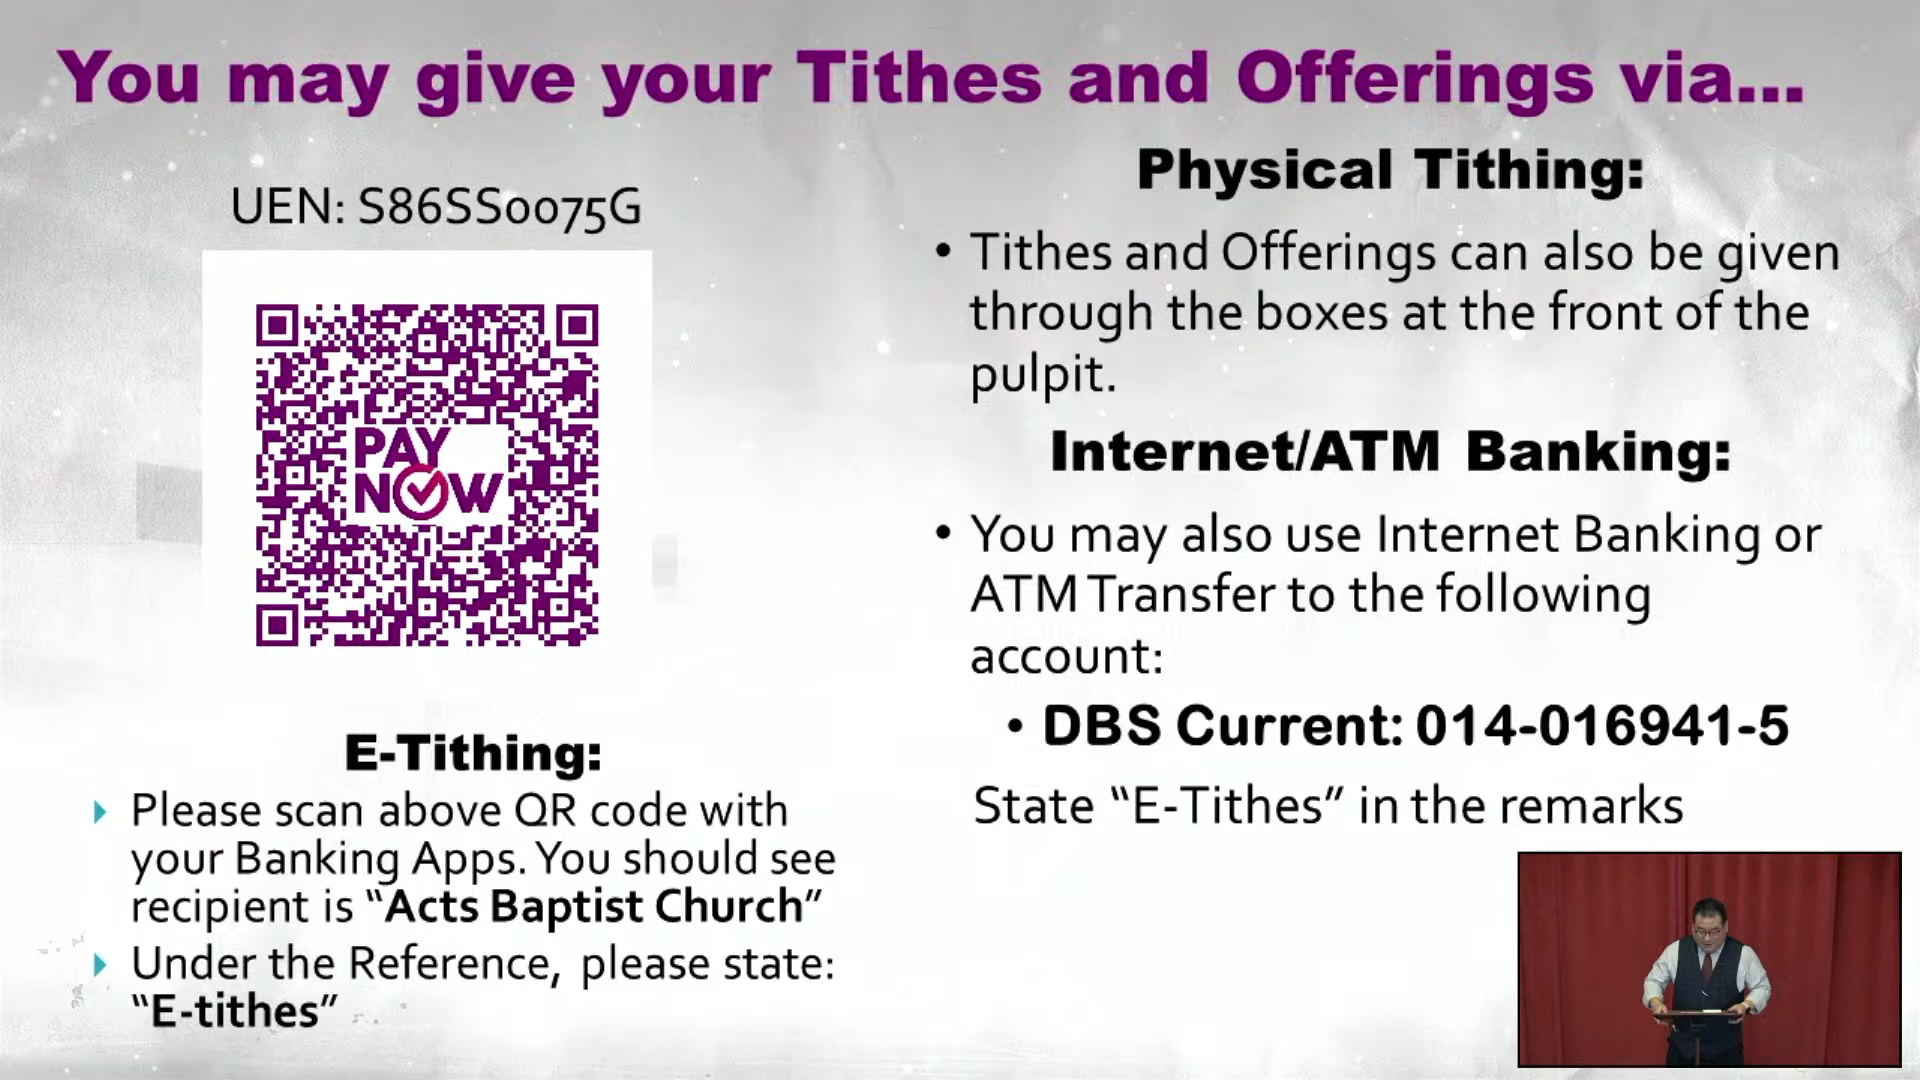 You may give your Tithes and Offerings via...
UEN: S86SS0075G
PAY
NOW
E-Tithing:
Please scan above QR code with
your Banking Apps. You should see
recipient is “Acts Baptist Church”
Under the Reference, please state:
“E-tithes”
Physical Tithing:
• Tithes and Offerings can also be given
through the boxes at the front of the
pulpit.
Internet/ATM Banking:
• You may also use Internet Banking or
ATM Transfer to the following
account:
• DBS Current: 014-016941-5
State “E-Tithes” in the remarks